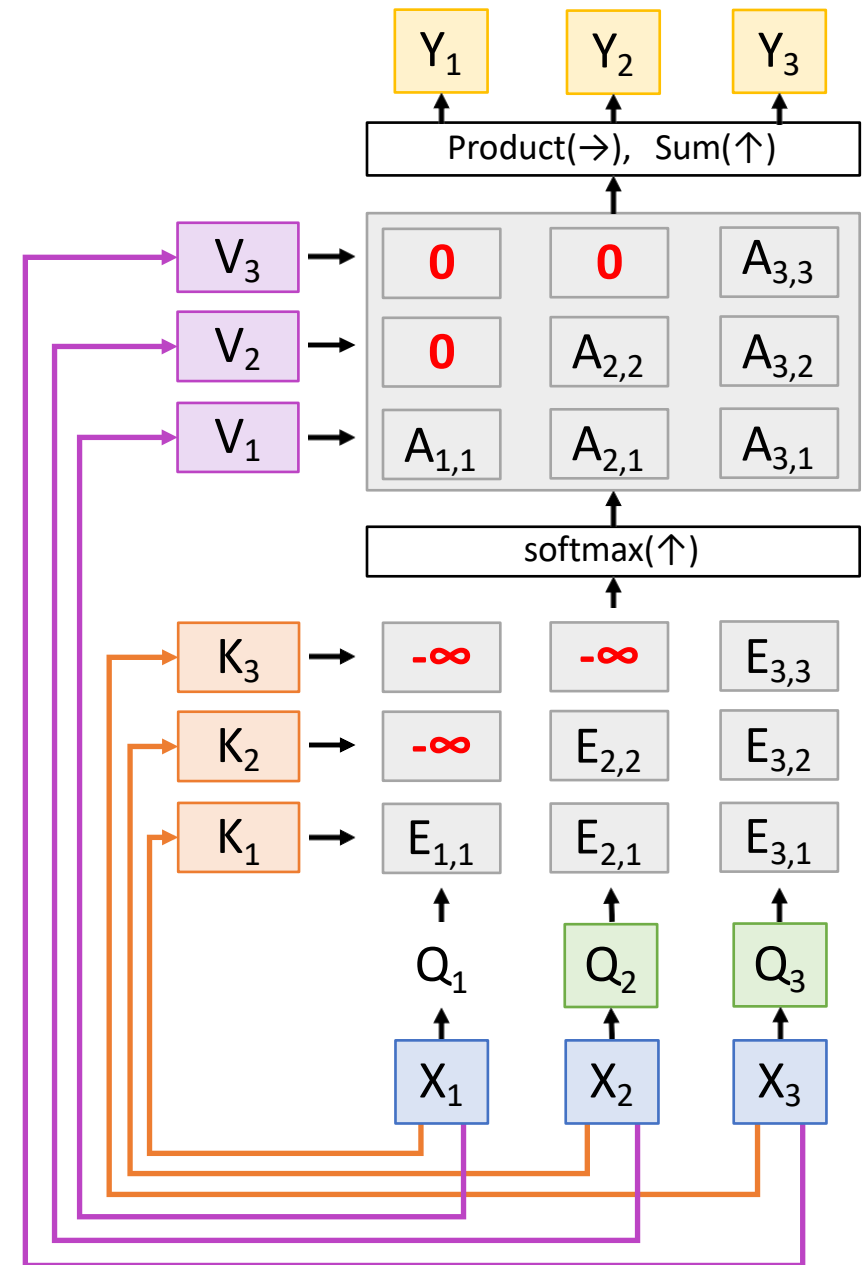 Y₁ Y₂ Y₃
Product(→), Sum(↑)
V₃ 0 0 A₃,₃
V₂ 0 A₂,₂ A₃,₂
V₁ A₁,₁ A₂,₁ A₃,₁
softmax(↑)
K₃ -∞ -∞ E₃,₃
K₂ -∞ E₂,₂ E₃,₂
K₁ E₁,₁ E₂,₁ E₃,₁
Q₁ Q₂ Q₃
X₁ X₂ X₃